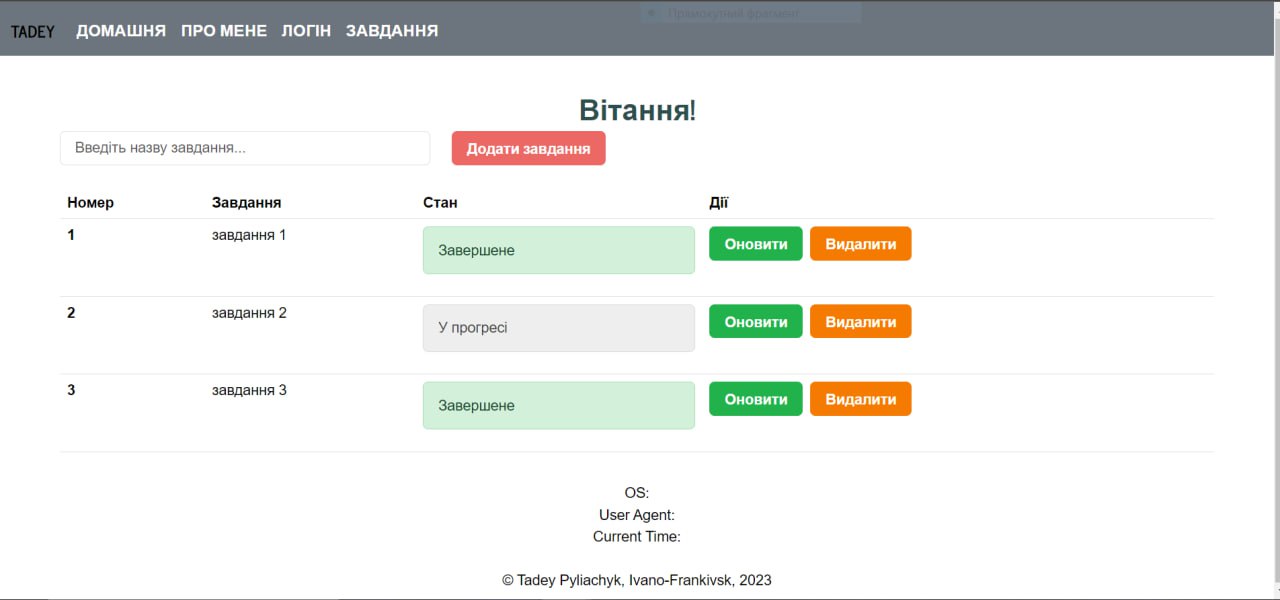 Прямокутний фрагмент
TADEY ДОМАШНЯ ПРО МЕНЕ ЛОГІН ЗАВДАННЯ
Вітання!
Введіть назву завдання... Додати завдання
Номер Завдання Стан Дії
1 завдання 1 Завершене Оновити Видалити
2 завдання 2 У прогресі Оновити Видалити
3 завдання 3 Завершене Оновити Видалити
OS:
User Agent:
Current Time:
© Tadey Pyliachyk, Ivano-Frankivsk, 2023